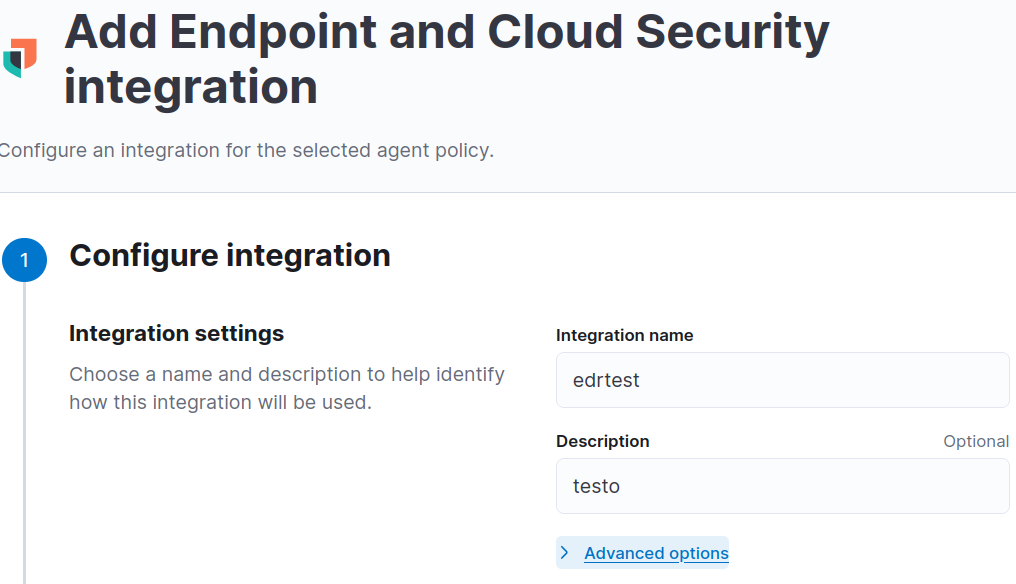 Add Endpoint and Cloud Security
integration
Configure an integration for the selected agent policy.
1
Configure integration
Integration settings
Choose a name and description to help identify
how this integration will be used.
Integration name
edrtest
Description
Optional
testo
Advanced options